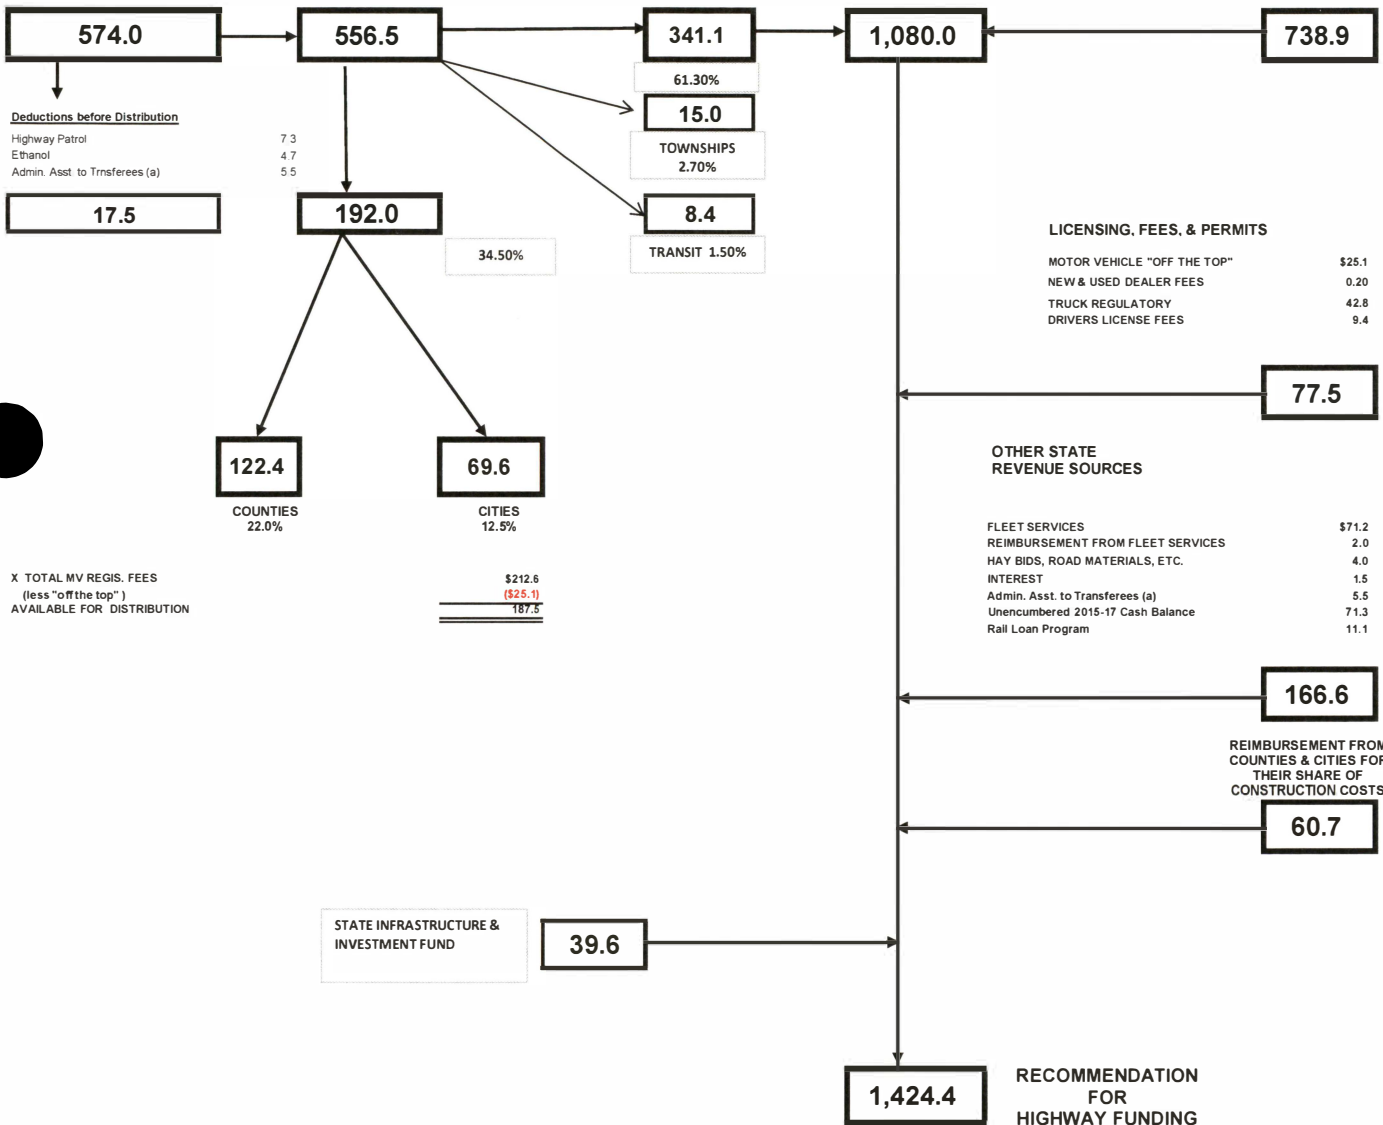 574.0
556.5
341.1
1,080.0
738.9
61.30%
Deductions before Distribution
Highway Patrol 7 3
Ethanol 4.7
Admin. Asst to Trnsferees (a) 5 5
17.5
15.0
TOWNSHIPS
2.70%
192.0
34.50%
8.4
TRANSIT 1.50%
LICENSING, FEES, & PERMITS
MOTOR VEHICLE "OFF THE TOP" $25.1
NEW & USED DEALER FEES 0.20
TRUCK REGULATORY 42.8
DRIVERS LICENSE FEES 9.4
77.5
122.4
COUNTIES
22.0%
69.6
CITIES
12.5%
OTHER STATE
REVENUE SOURCES
FLEET SERVICES $71.2
REIMBURSEMENT FROM FLEET SERVICES 2.0
HAY BIDS, ROAD MATERIALS, ETC. 4.0
INTEREST 1.5
Admin. Asst. to Transferees (a) 5.5
Unencumbered 2015-17 Cash Balance 71.3
Rail Loan Program 11.1
X TOTAL MV REGIS. FEES $212.6
(less "off the top" ) ($25.1)
AVAILABLE FOR DISTRIBUTION 187.5
166.6
REIMBURSEMENT FROM
COUNTIES & CITIES FOR
THEIR SHARE OF
CONSTRUCTION COSTS
60.7
STATE INFRASTRUCTURE &
INVESTMENT FUND
39.6
1,424.4
RECOMMENDATION
FOR
HIGHWAY FUNDING